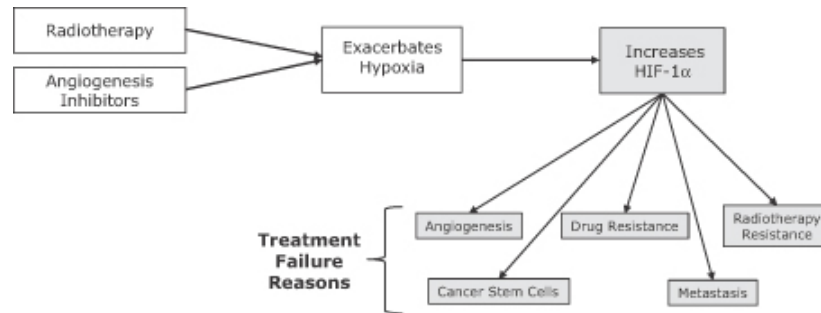 Radiotherapy
Angiogenesis
Inhibitors
Exacerbates
Hypoxia
Increases
HIF-1α
Treatment
Failure
Reasons
Angiogenesis
Drug Resistance
Radiotherapy
Resistance
Cancer Stem Cells
Metastasis